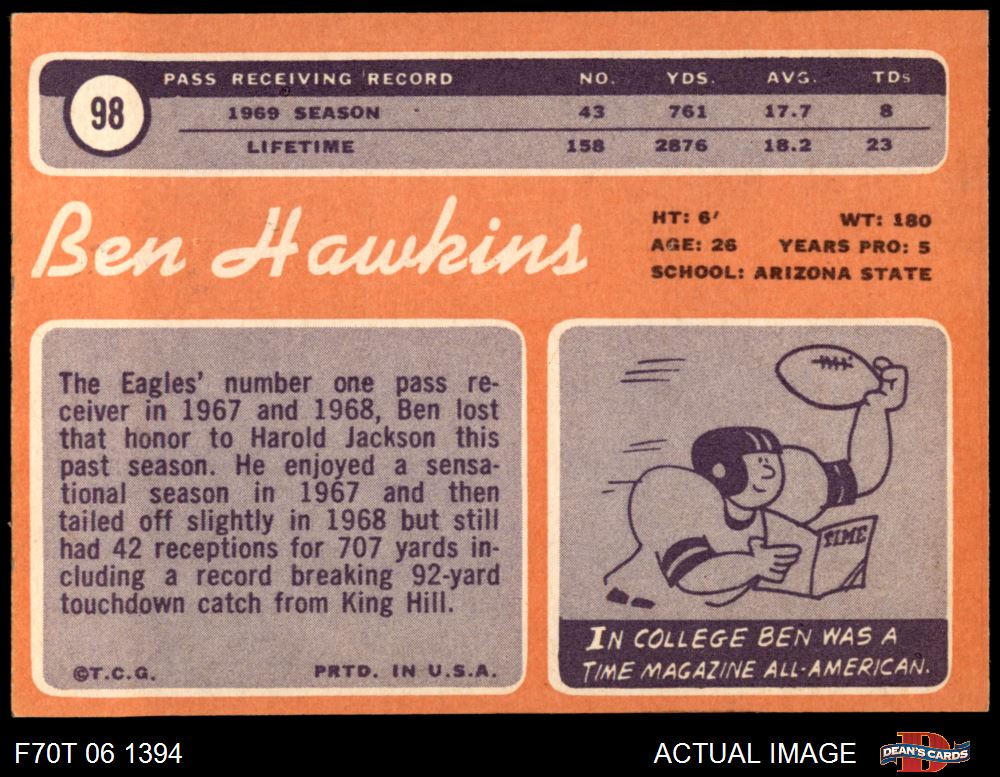 98
PASS RECEIVING RECORD NO. YDS. AVG. TDs
1969 SEASON 43 761 17.7 8
LIFETIME 158 2876 18.2 23
Ben Hawkins
HT: 6' WT: 180
AGE: 26 YEARS PRO: 5
SCHOOL: ARIZONA STATE
The Eagles' number one pass re-
ceiver in 1967 and 1968, Ben lost
that honor to Harold Jackson this
past season. He enjoyed a sensa-
tional season in 1967 and then
tailed off slightly in 1968 but still
had 42 receptions for 707 yards in-
cluding a record breaking 92-yard
touchdown catch from King Hill.
©T.C.G. PRTD. IN U.S.A.
TIME
IN COLLEGE BEN WAS A
TIME MAGAZINE ALL-AMERICAN.
F70T 06 1394 ACTUAL IMAGE
DEAN'S CARDS